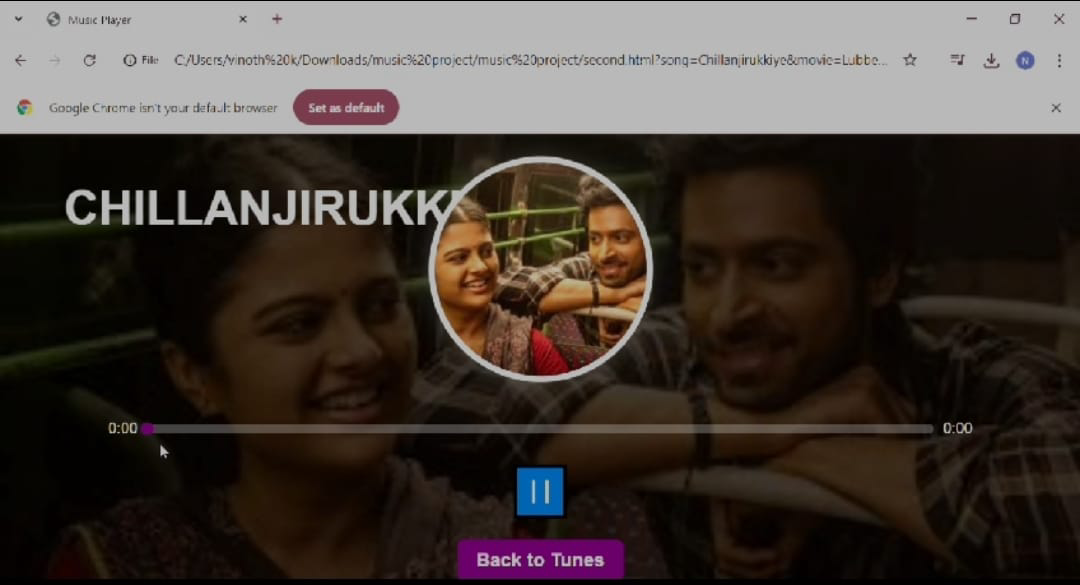 Music Player
File C:/Users/vinoth%20k/Downloads/music%20project/music%20project/second.html?song=Chillanjirukkiye&movie=Lubbe...
N
Google Chrome isn't your default browser Set as default
CHILLANJIRUKK
0:00 0:00
Back to Tunes